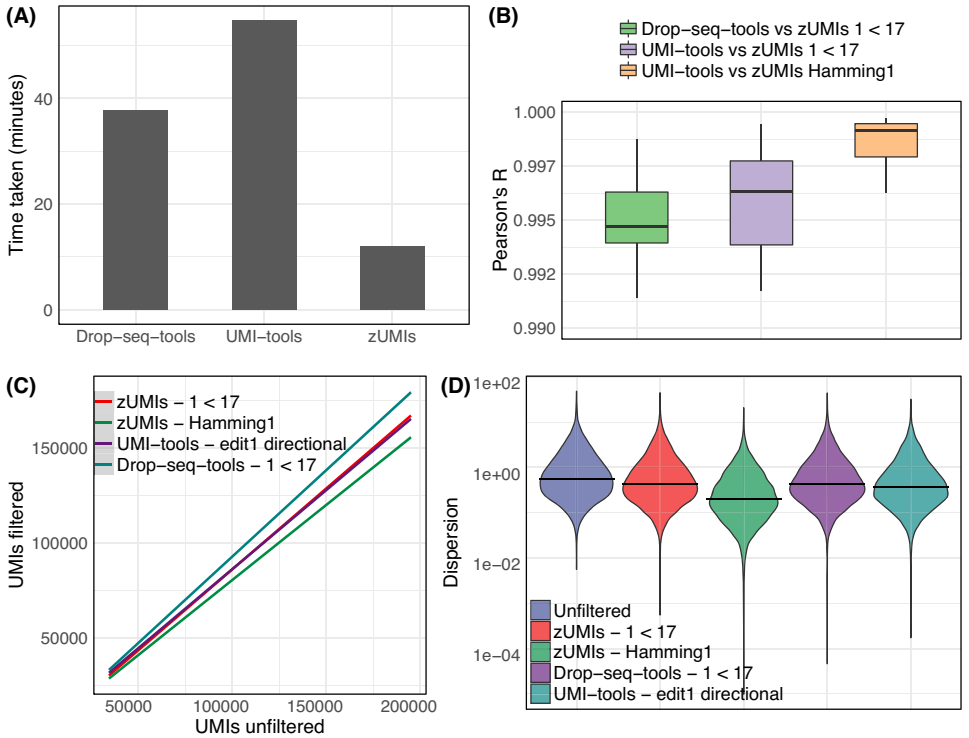 (A)
Time taken (minutes)
40
20
0
Drop−seq−tools
UMI−tools
zUMIs
(B)
Drop−seq−tools vs zUMIs 1 < 17
UMI−tools vs zUMIs 1 < 17
UMI−tools vs zUMIs Hamming1
Pearson's R
1.000
0.997
0.995
0.992
0.990
(C)
zUMIs − 1 < 17
zUMIs − Hamming1
UMI−tools − edit1 directional
Drop−seq−tools − 1 < 17
UMIs filtered
150000
100000
50000
50000
100000
150000
200000
UMIs unfiltered
(D)
Dispersion
1e+02
1e+00
1e−02
1e−04
Unfiltered
zUMIs − 1 < 17
zUMIs − Hamming1
Drop−seq−tools − 1 < 17
UMI−tools − edit1 directional